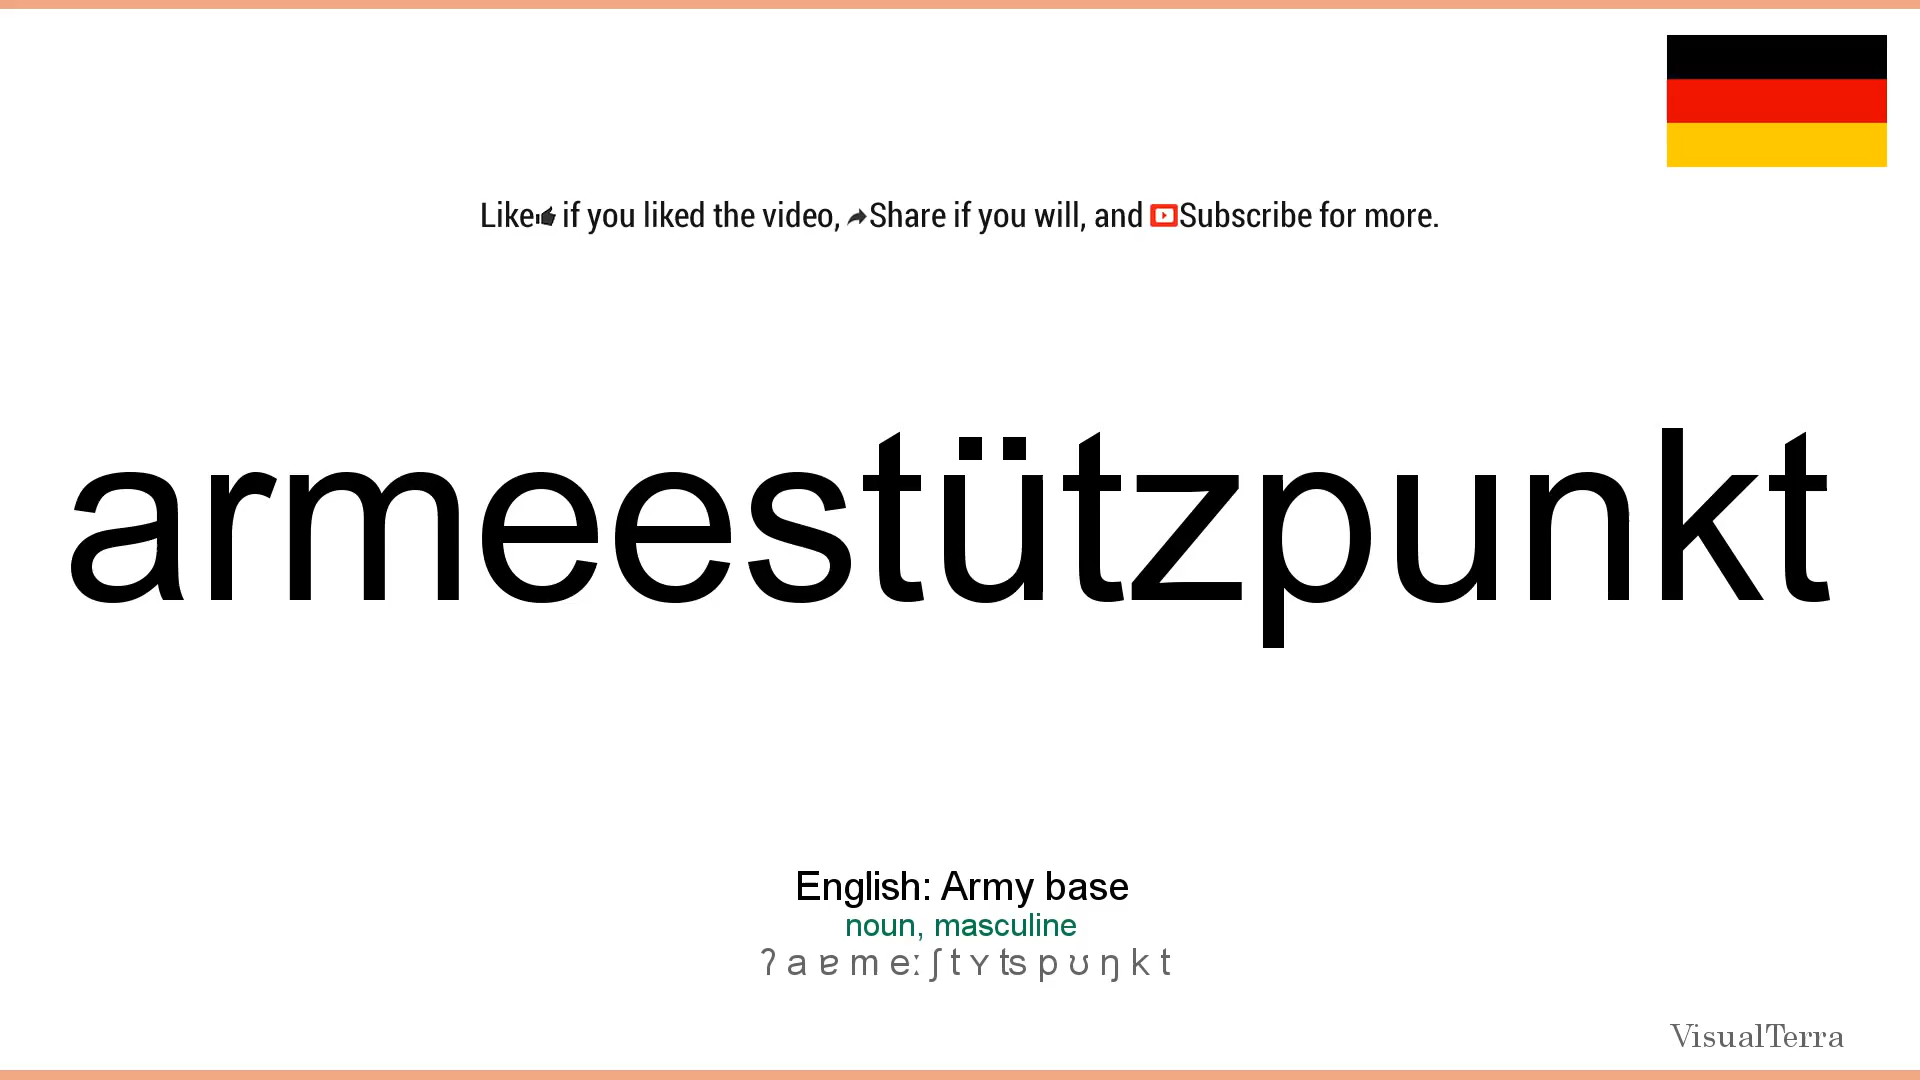 Like if you liked the video, Share if you will, and Subscribe for more.
armeestützpunkt
English: Army base
noun, masculine
ʔ a ɐ m eː ʃ t ʏ ʦ p ʊ ŋ k t
VisualTerra